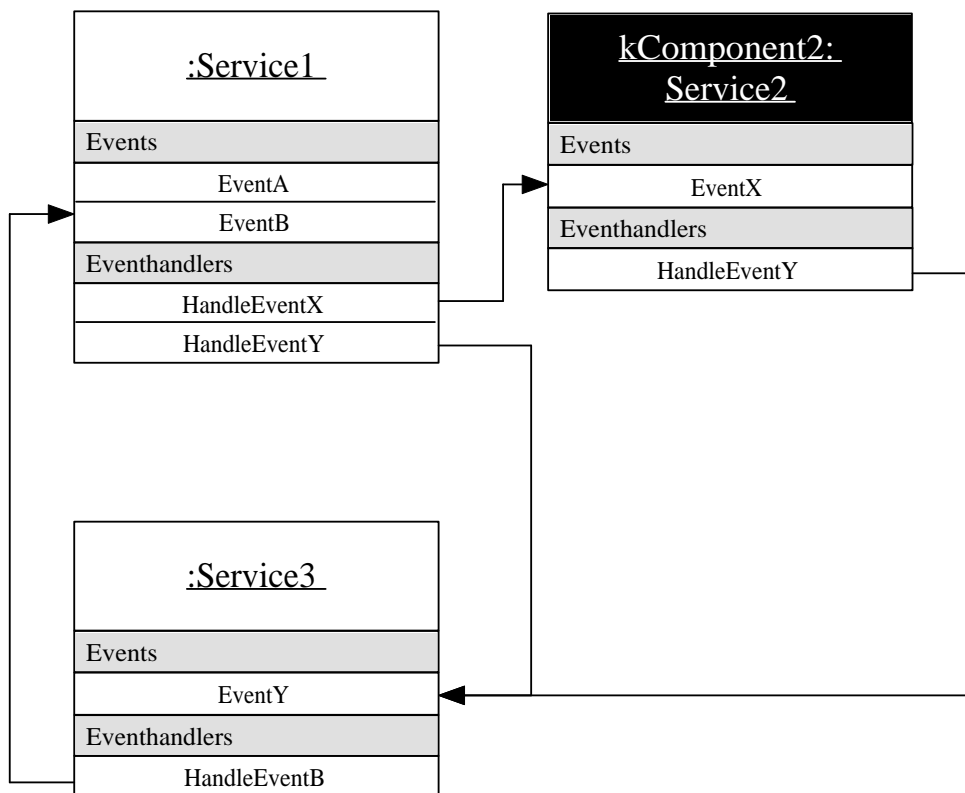 :Service1
Events
EventA
EventB
Eventhandlers
HandleEventX
HandleEventY
kComponent2:
Service2
Events
EventX
Eventhandlers
HandleEventY
:Service3
Events
EventY
Eventhandlers
HandleEventB